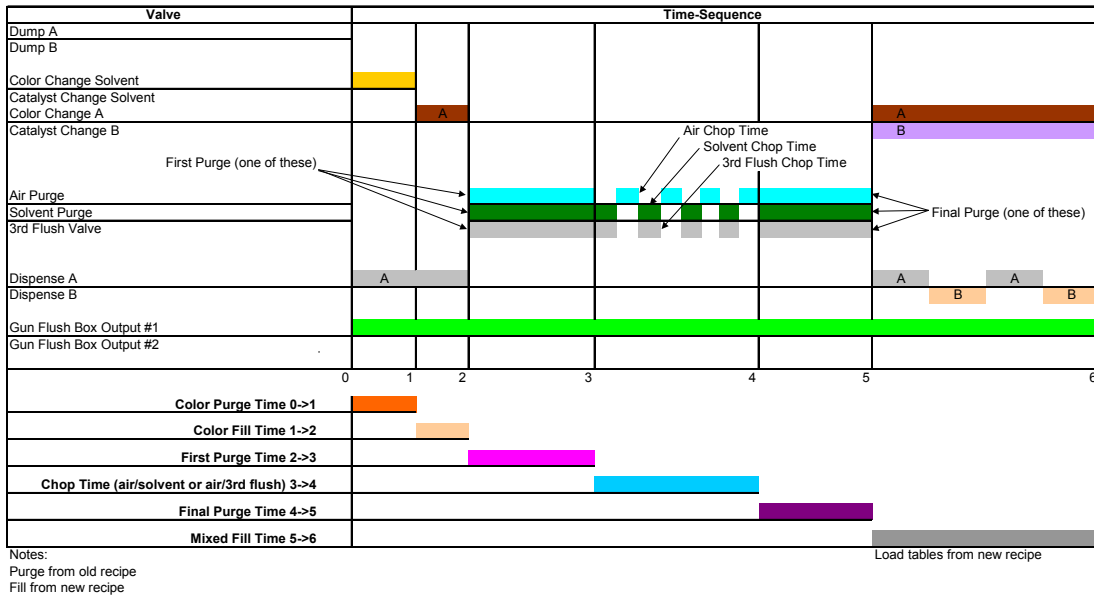 Valve Time-Sequence
Dump A
Dump B
Color Change Solvent
Catalyst Change Solvent
Color Change A A A
Catalyst Change B B
Air Chop Time
Solvent Chop Time
First Purge (one of these) 3rd Flush Chop Time
Air Purge
Solvent Purge Final Purge (one of these)
3rd Flush Valve
Dispense A A A A
Dispense B B B
Gun Flush Box Output #1
Gun Flush Box Output #2
0 1 2 3 4 5 6
Color Purge Time 0->1
Color Fill Time 1->2
First Purge Time 2->3
Chop Time (air/solvent or air/3rd flush) 3->4
Final Purge Time 4->5
Mixed Fill Time 5->6
Notes: Load tables from new recipe
Purge from old recipe
Fill from new recipe